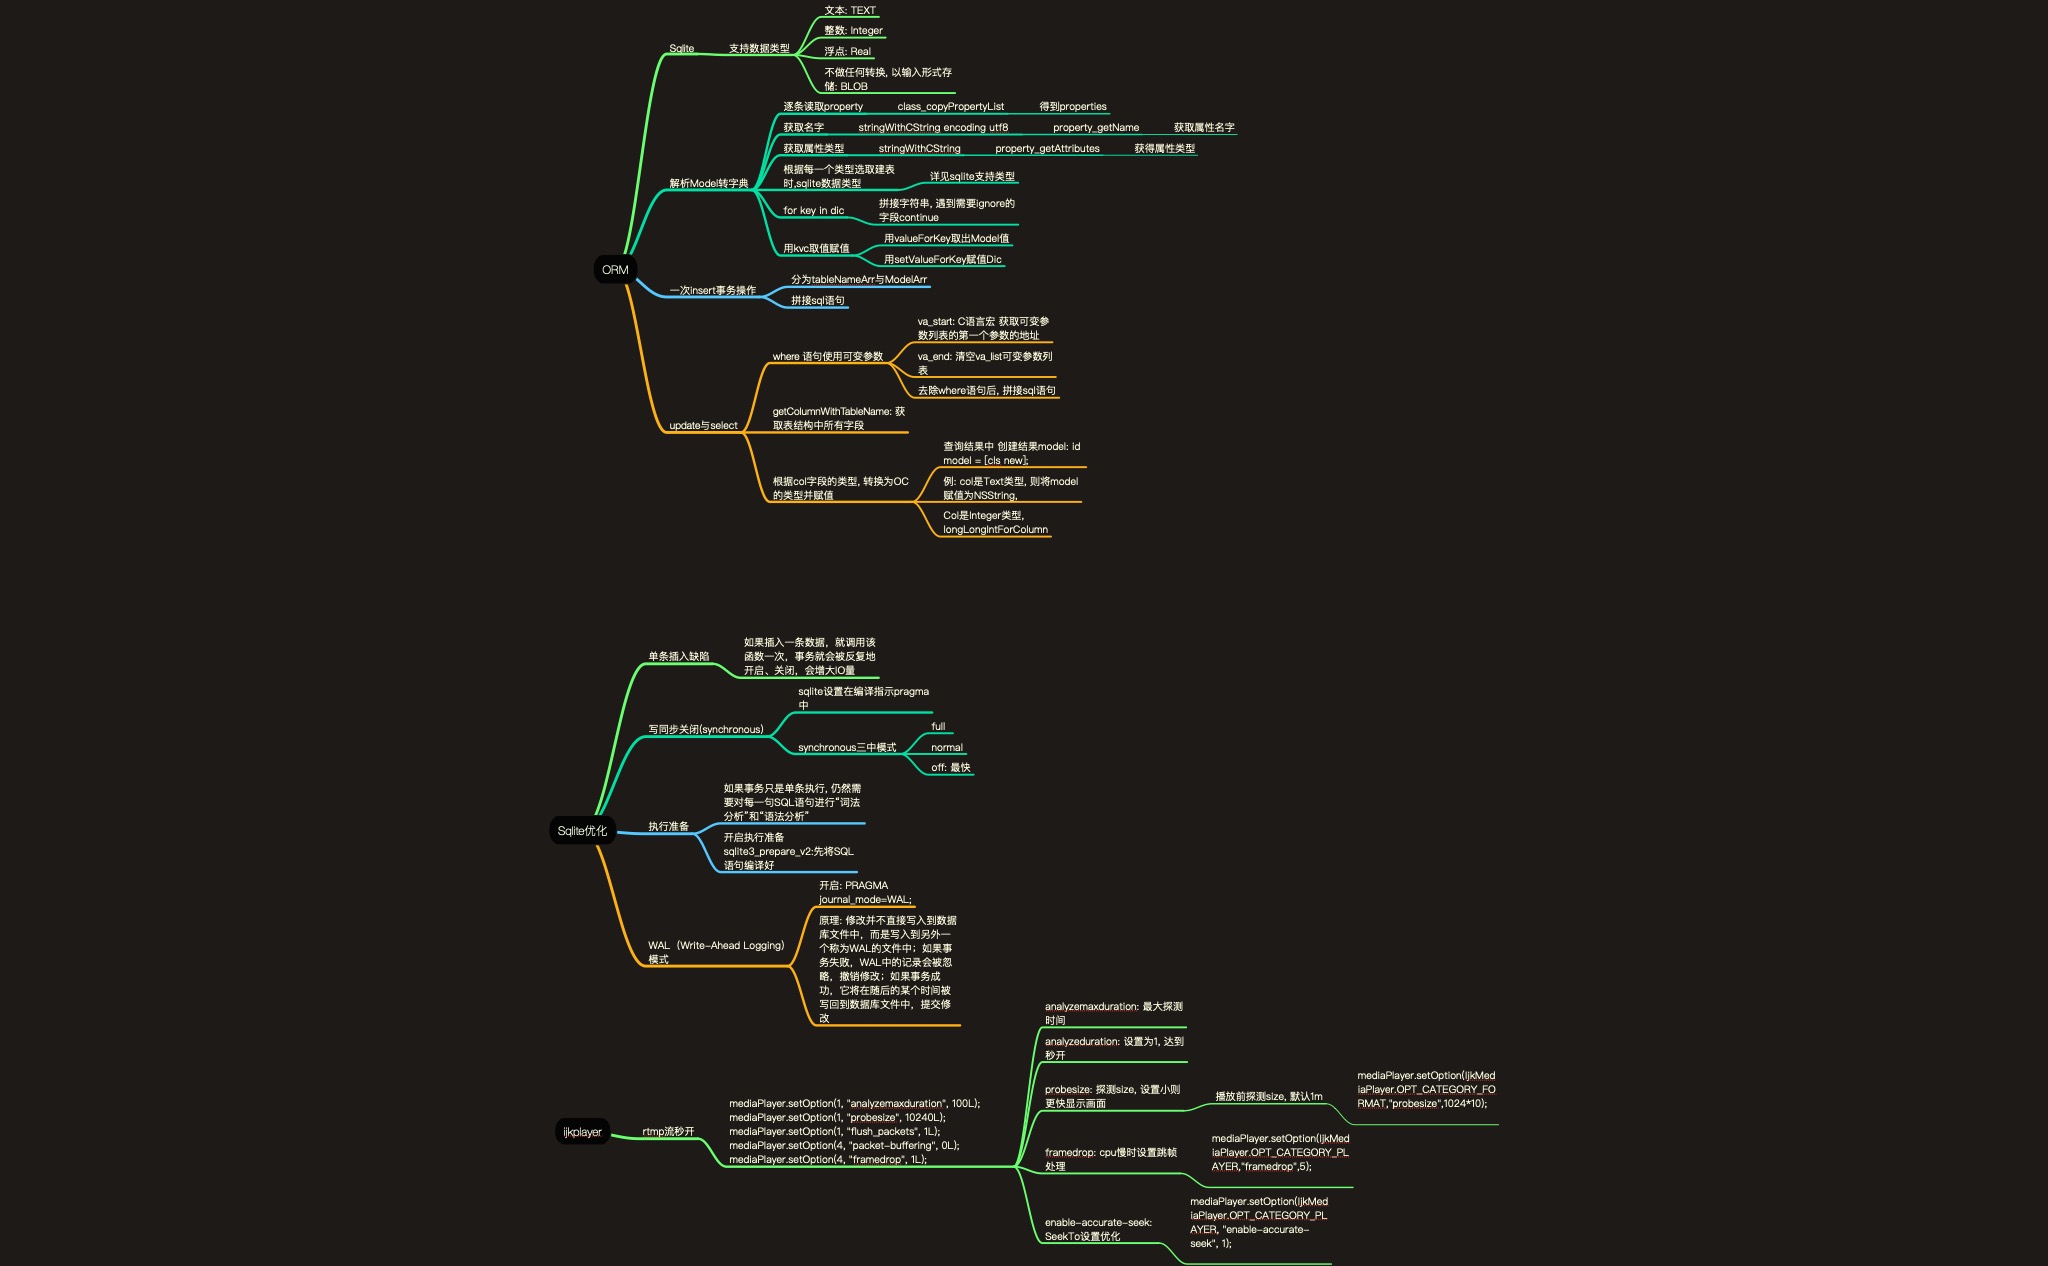 ORM
Sqlite
支持数据类型
文本: TEXT
整数: Integer
浮点: Real
不做任何转换, 以输入形式存
储: BLOB
解析Model转字典
逐条读取property
class_copyPropertyList
得到properties
获取名字
stringWithCString encoding utf8
property_getName
获取属性名字
获取属性类型
stringWithCString
property_getAttributes
获得属性类型
根据每一个类型选取建表
时,sqlite数据类型
详见sqlite支持类型
for key in dic
拼接字符串, 遇到需要ignore的
字段continue
用kvc取值赋值
用valueForKey取出Model值
用setValueForKey赋值Dic
一次insert事务操作
分为tableNameArr与ModelArr
拼接sql语句
update与select
where 语句使用可变参数
va_start: C语言宏 获取可变参
数列表的第一个参数的地址
va_end: 清空va_list可变参数列
表
去除where语句后, 拼接sql语句
getColumnWithTableName: 获
取表结构中所有字段
根据col字段的类型, 转换为OC
的类型并赋值
查询结果中 创建结果model: id
model = [cls new];
例: col是Text类型, 则将model
赋值为NSString,
Col是Integer类型,
longLongIntForColumn
Sqlite优化
单条插入缺陷
如果插入一条数据，就调用该
函数一次，事务就会被反复地
开启、关闭，会增大IO量
写同步关闭(synchronous)
sqlite设置在编译指示pragma
中
synchronous三中模式
full
normal
off: 最快
执行准备
如果事务只是单条执行, 仍然需
要对每一句SQL语句进行“词法
分析”和“语法分析”
开启执行准备
sqlite3_prepare_v2:先将SQL
语句编译好
WAL（Write-Ahead Logging）
模式
开启: PRAGMA
journal_mode=WAL;
原理: 修改并不直接写入到数据
库文件中，而是写入到另外一
个称为WAL的文件中；如果事
务失败，WAL中的记录会被忽
略，撤销修改；如果事务成
功，它将在随后的某个时间被
写回到数据库文件中，提交修
改
ijkplayer
rtmp流秒开
mediaPlayer.setOption(1, "analyzemaxduration", 100L);
mediaPlayer.setOption(1, "probesize", 10240L);
mediaPlayer.setOption(1, "flush_packets", 1L);
mediaPlayer.setOption(4, "packet-buffering", 0L);
mediaPlayer.setOption(4, "framedrop", 1L);
analyzemaxduration: 最大探测
时间
analyzeduration: 设置为1, 达到
秒开
probesize: 探测size, 设置小则
更快显示画面
播放前探测size, 默认1m
mediaPlayer.setOption(IjkMed
iaPlayer.OPT_CATEGORY_FO
RMAT,"probesize",1024*10);
framedrop: cpu慢时设置跳帧
处理
mediaPlayer.setOption(IjkMed
iaPlayer.OPT_CATEGORY_PL
AYER,"framedrop",5);
enable-accurate-seek:
SeekTo设置优化
mediaPlayer.setOption(IjkMed
iaPlayer.OPT_CATEGORY_PL
AYER, "enable-accurate-
seek", 1);